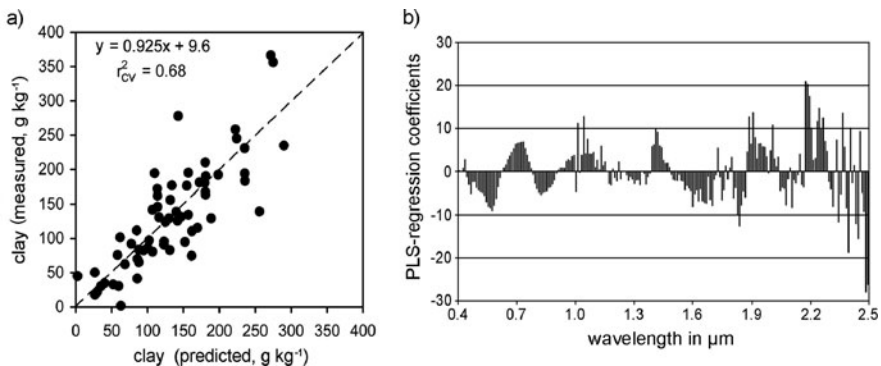 a)
y = 0.925x + 9.6
r²cv = 0.68
clay (measured, g kg⁻¹)
400
350
300
250
200
150
100
50
0
0 50 100 150 200 250 300 350 400
clay (predicted, g kg⁻¹)
b)
PLS-regression coefficients
30
20
10
0
-10
-20
-30
0.4 0.7 1.0 1.3 1.6 1.9 2.2 2.5
wavelength in µm